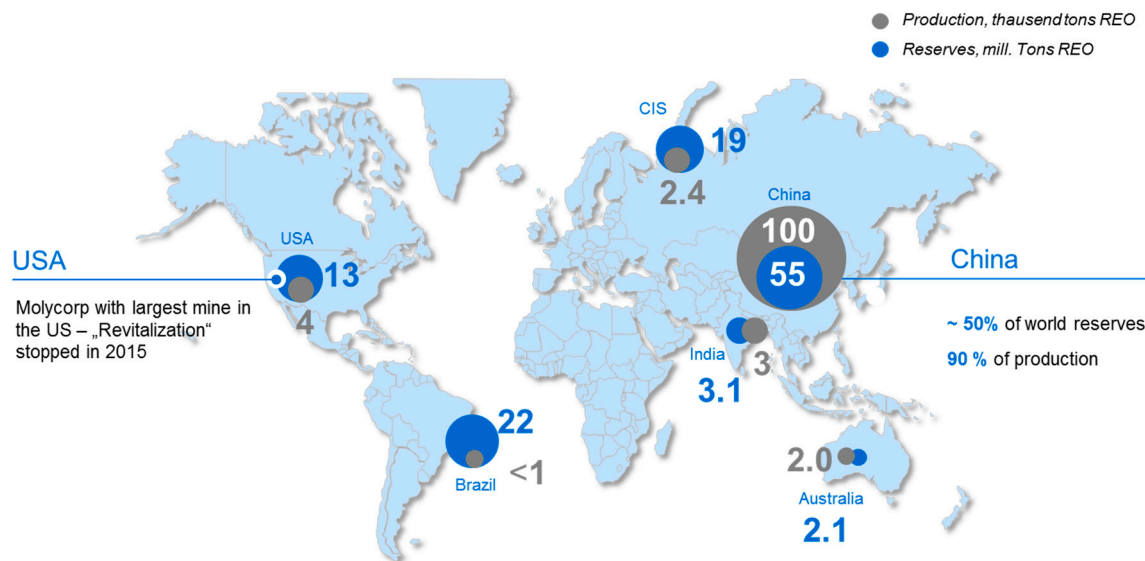 Production, thausend tons REO
Reserves, mill. Tons REO
CIS
19
2.4
China
100
55
USA
13
4
USA
Molycorp with largest mine in
the US – „Revitalization“
stopped in 2015
China
~ 50% of world reserves
90 % of production
India
3
3.1
22
<1
Brazil
2.0
Australia
2.1